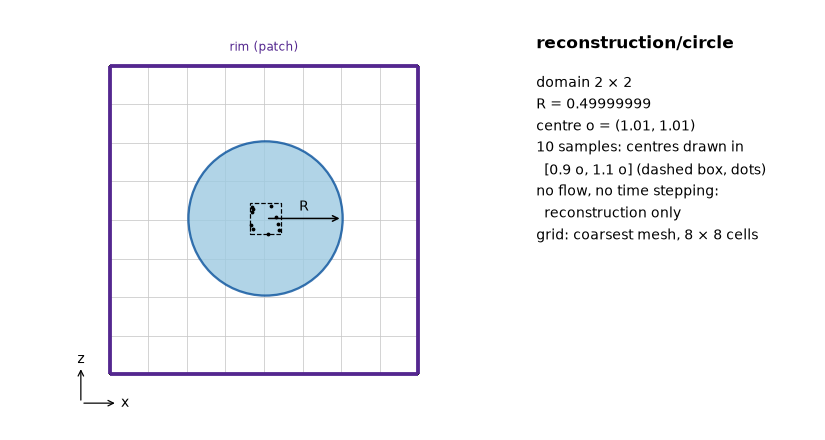 rim (patch)
R
z
x
reconstruction/circle
domain 2 × 2
R = 0.49999999
centre o = (1.01, 1.01)
10 samples: centres drawn in
[0.9 o, 1.1 o] (dashed box, dots)
no flow, no time stepping:
reconstruction only
grid: coarsest mesh, 8 × 8 cells